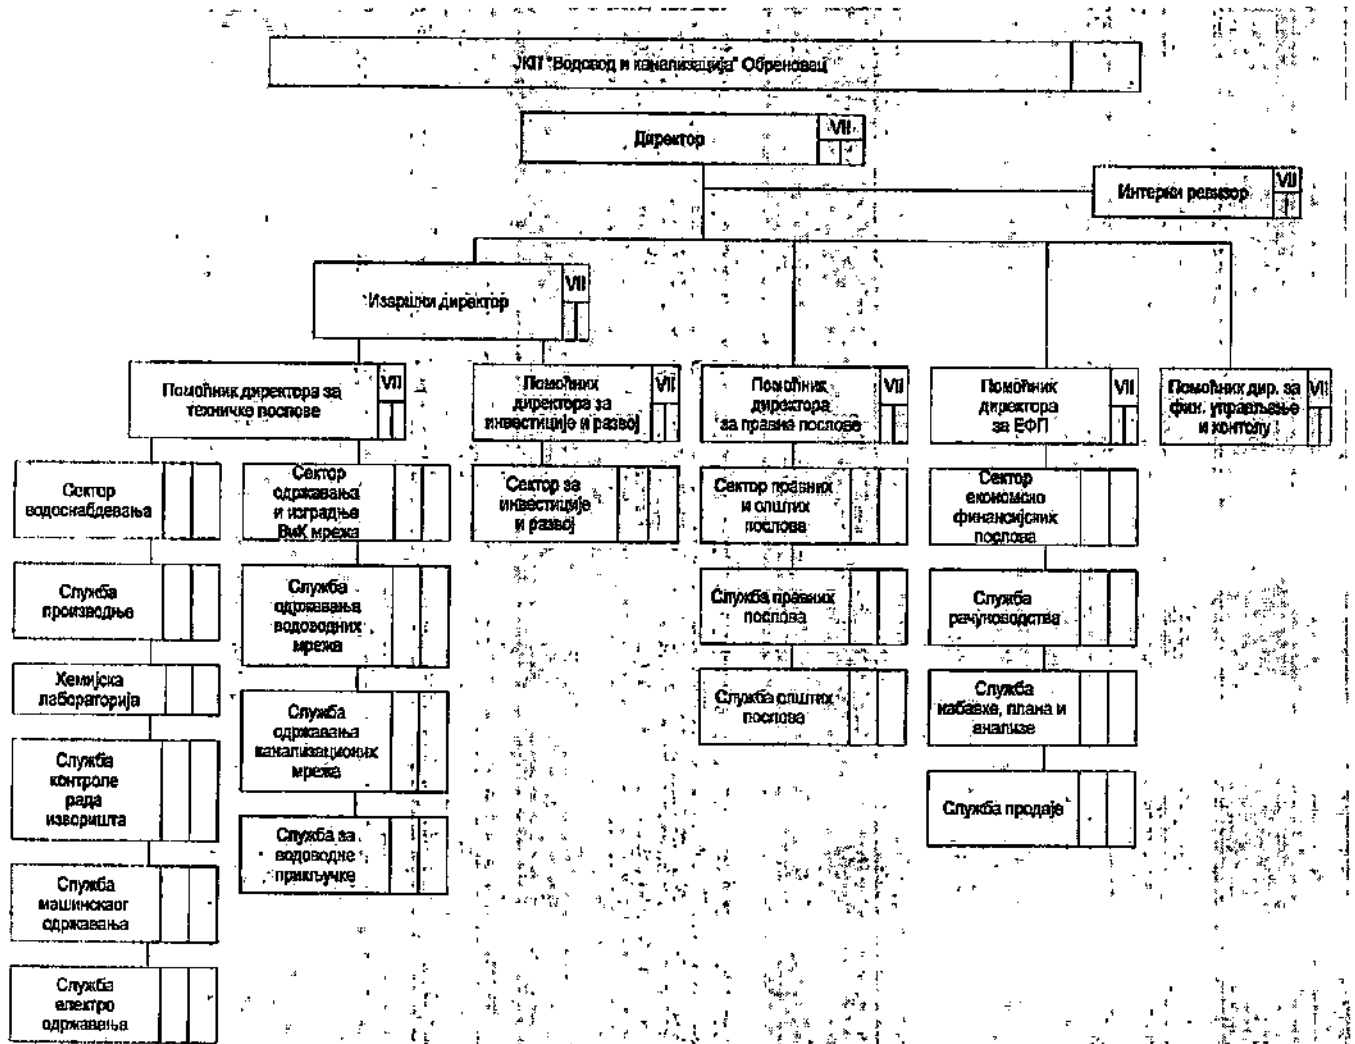 ЈКП "Водовод и канализација" Обреновац
Директор
VII
Интерни ревизор
VII
Извршни директор
VII
Помоћник директора за
техничке послове
VII
Помоћник
директора за
инвестиције и развој
VII
Помоћник
директора
за правне послове
VII
Помоћник
директора
за ЕФП
VII
Помоћник дир. за
фин. управљање
и контолу
VII
Сектор
водоснабдевања
Сектор
одржавања
и изградње
ВиК мрежа
Сектор за
инвестиције
и развој
Сектор правних
и општих
послова
Сектор
економско
финансијских
послова
Служба
производње
Служба
одржавања
водоводних
мрежа
Служба правних
послова
Служба
рачуноводства
Хемијска
лабораторија
Служба
одржавања
канализационих
мрежа
Служба општих
послова
Служба
набавке, плана и
анализе
Служба
контроле
рада
изворишта
Служба за
водоводне
прикључке
Служба продаје
Служба
машинскаог
одржавања
Служба
електро
одржавања